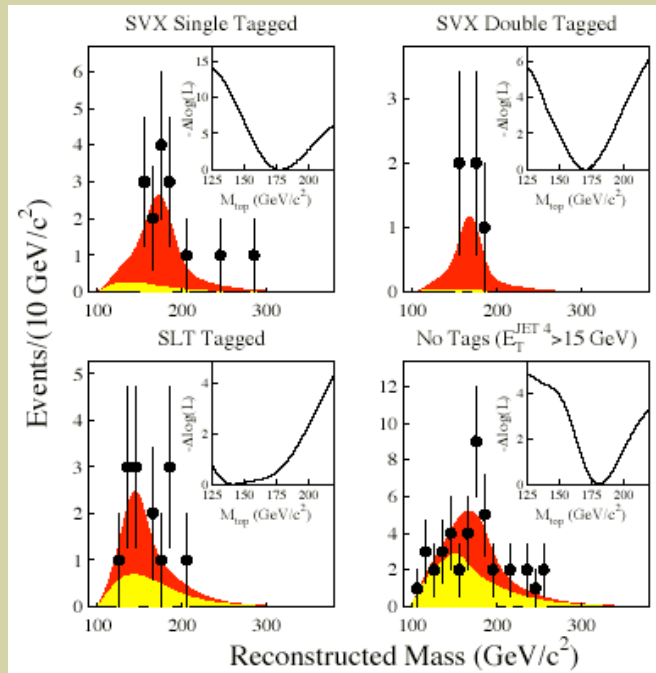 SVX Single Tagged
SVX Double Tagged
Events/(10 GeV/c²)
6
5
4
3
2
1
0
100 200 300
-Δlog(L)
15
10
5
0
125 150 175 200
M_top (GeV/c²)
3
2
1
0
100 200 300
-Δlog(L)
6
4
2
0
125 150 175 200
M_top (GeV/c²)
SLT Tagged
No Tags (E_T^JET 4>15 GeV)
5
4
3
2
1
0
100 200 300
-Δlog(L)
4
2
0
125 150 175 200
M_top (GeV/c²)
12
10
8
6
4
2
0
100 200 300
-Δlog(L)
4
2
0
125 150 175 200
M_top (GeV/c²)
Reconstructed Mass (GeV/c²)